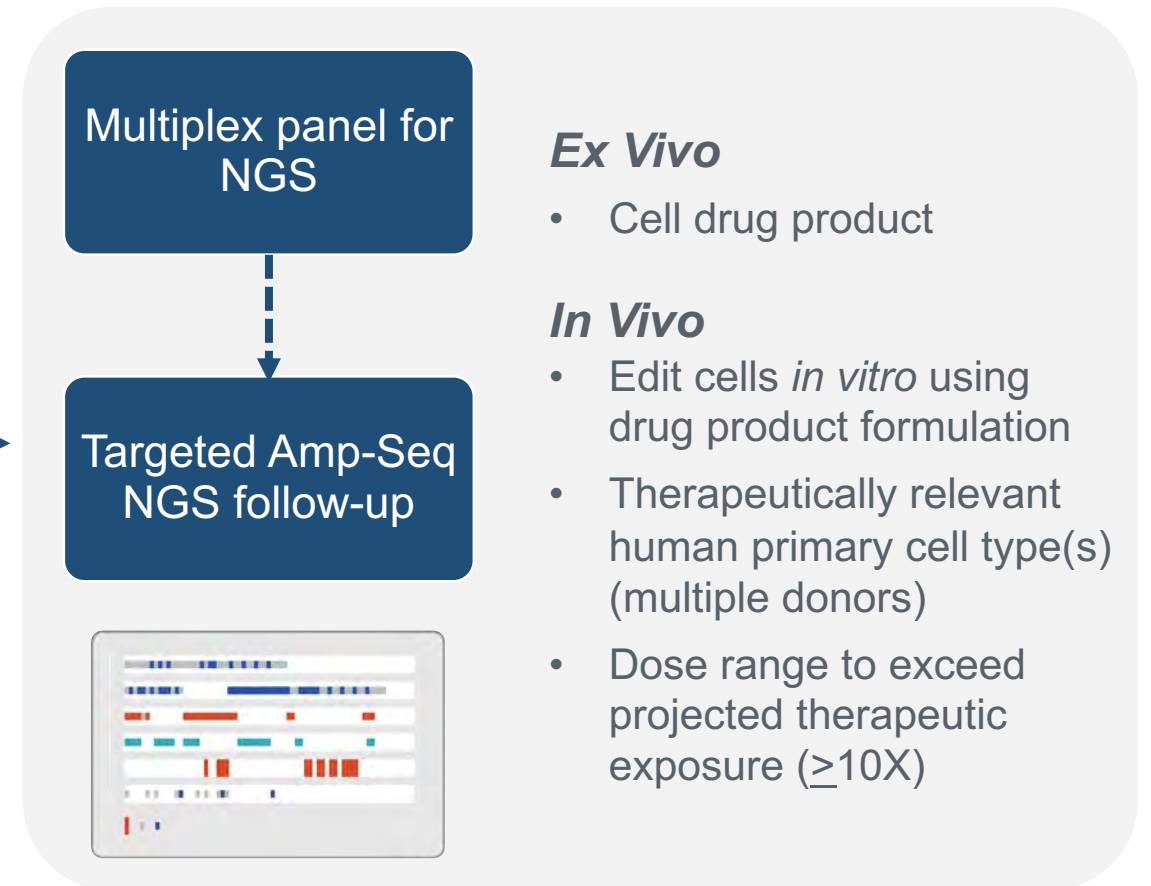 Multiplex panel for
NGS
Targeted Amp-Seq
NGS follow-up
Ex Vivo
• Cell drug product
In Vivo
• Edit cells in vitro using
drug product formulation
• Therapeutically relevant
human primary cell type(s)
(multiple donors)
• Dose range to exceed
projected therapeutic
exposure (≥10X)